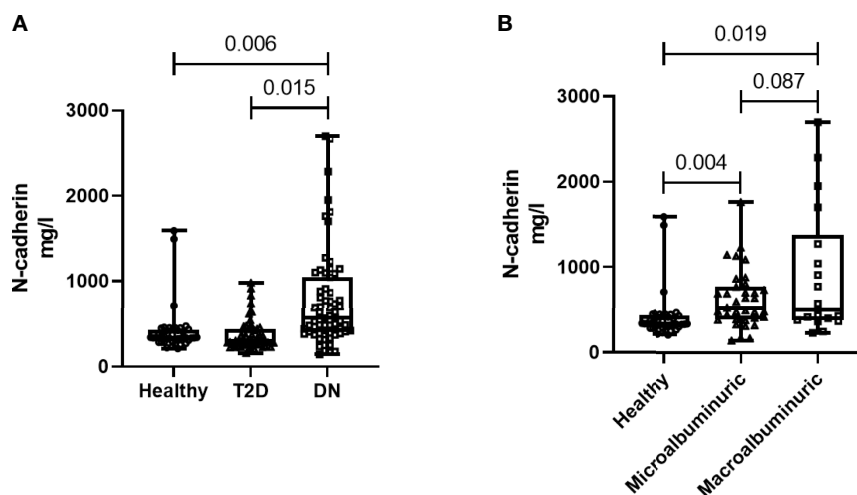 A
0.006
0.015
3000
2000
1000
0
N-cadherin
mg/l
Healthy T2D DN
B
0.019
0.087
0.004
3000
2000
1000
0
N-cadherin
mg/l
Healthy
Microalbuminuric
Macroalbuminuric